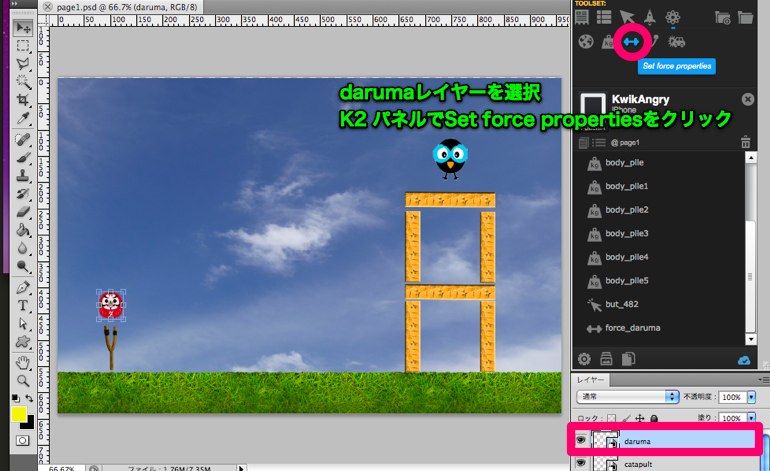 page1.psd @ 66.7% (daruma, RGB/8)
TOOLSET:
Set force properties
darumaレイヤーを選択
K2 パネルでSet force propertiesをクリック
KwikAngry
iPhone
@ page1
body_pile
body_pile1
body_pile2
body_pile3
body_pile4
body_pile5
but_482
force_daruma
レイヤー
通常
不透明度: 100%
ロック:
塗り: 100%
daruma
catapult
66.67%
ファイル : 1.76M/7.35M